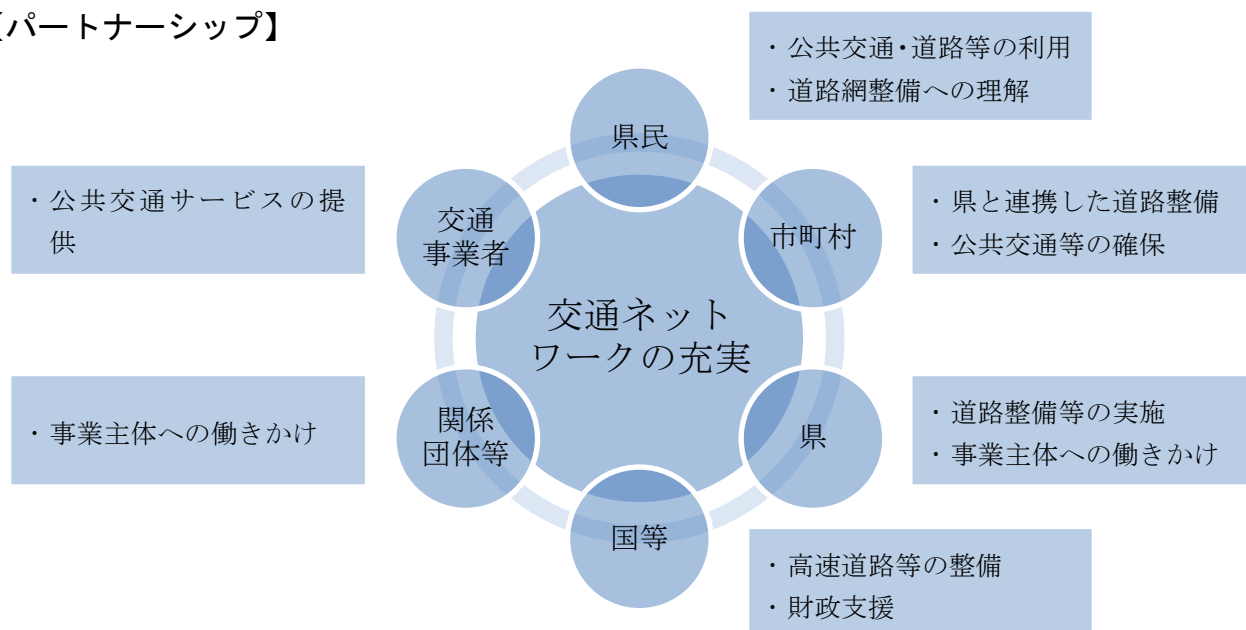 【パートナーシップ】
・公共交通・道路等の利用
・道路網整備への理解
県民
・公共交通サービスの提
供
交通
事業者
市町村
・県と連携した道路整備
・公共交通等の確保
交通ネット
ワークの充実
・事業主体への働きかけ
関係
団体等
県
・道路整備等の実施
・事業主体への働きかけ
国等
・高速道路等の整備
・財政支援